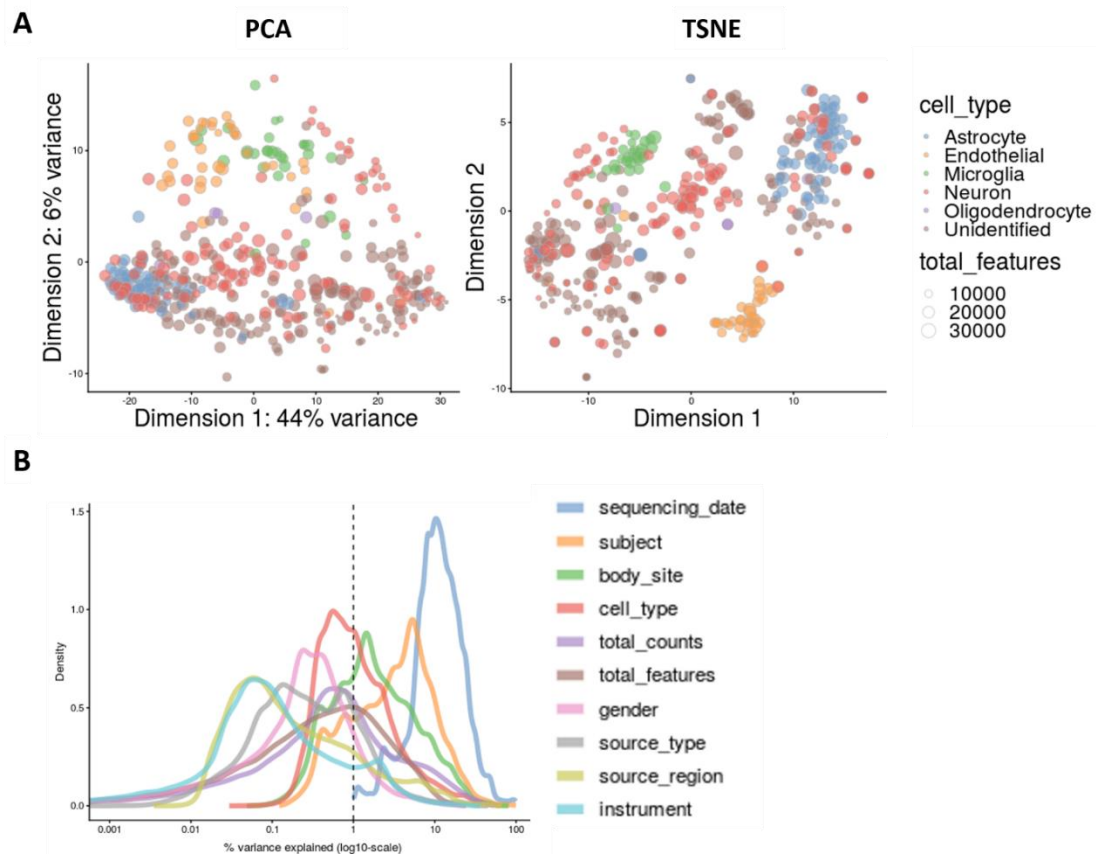 A
PCA
TSNE
Dimension 2: 6% variance
10
0
-10
-20
-10
0
10
20
30
Dimension 1: 44% variance
Dimension 2
5
0
-5
-10
-10
0
10
Dimension 1
cell_type
Astrocyte
Endothelial
Microglia
Neuron
Oligodendrocyte
Unidentified
total_features
10000
20000
30000
B
Density
1.5
1.0
0.5
0.0
0.001
0.01
0.1
1
10
100
% variance explained (log10-scale)
sequencing_date
subject
body_site
cell_type
total_counts
total_features
gender
source_type
source_region
instrument